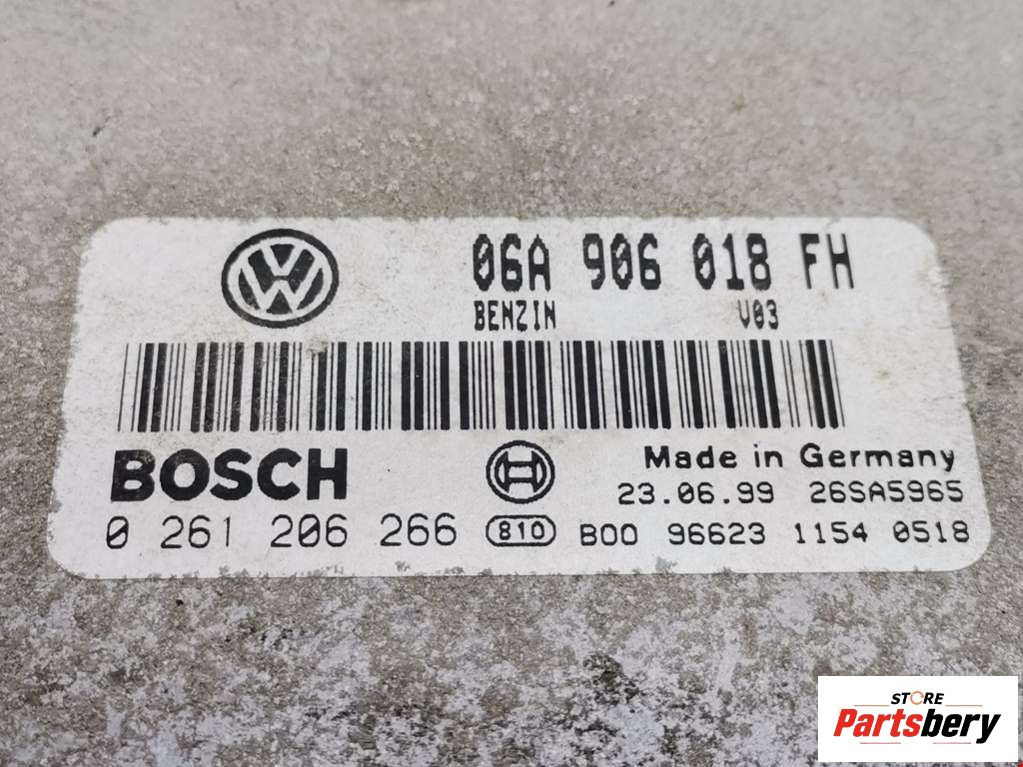 06A 906 018 FH
BENZIN V03
BOSCH
Made in Germany
23.06.99 26SA5965
0 261 206 266 810 B00 96623 1154 0518
STORE
Partsbery